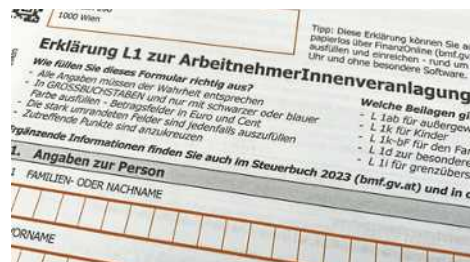 1000 Wien
Tipp: Diese Erklärung können Sie a
papierlos über FinanzOnline (bmf.gv.
ausfüllen und einreichen - rund um
Uhr und ohne besondere Software.
Erklärung L1 zur ArbeitnehmerInnenveranlagung
Wie füllen Sie dieses Formular richtig aus?
- Alle Angaben müssen der Wahrheit entsprechen
- In GROSSBUCHSTABEN und nur mit schwarzer oder blauer
Farbe ausfüllen - Betragsfelder in Euro und Cent
- Die stark umrandeten Felder sind jedenfalls auszufüllen
- Zutreffende Punkte sind anzukreuzen
Welche Beilagen gi
- L 1ab für außergew
- L 1k für Kinder
- L 1k-bF für den Fam
- L 1d zur besondere
- L 1i für grenzübers
Ergänzende Informationen finden Sie auch im Steuerbuch 2023 (bmf.gv.at) und in d
1. Angaben zur Person
FAMILIEN- ODER NACHNAME
VORNAME